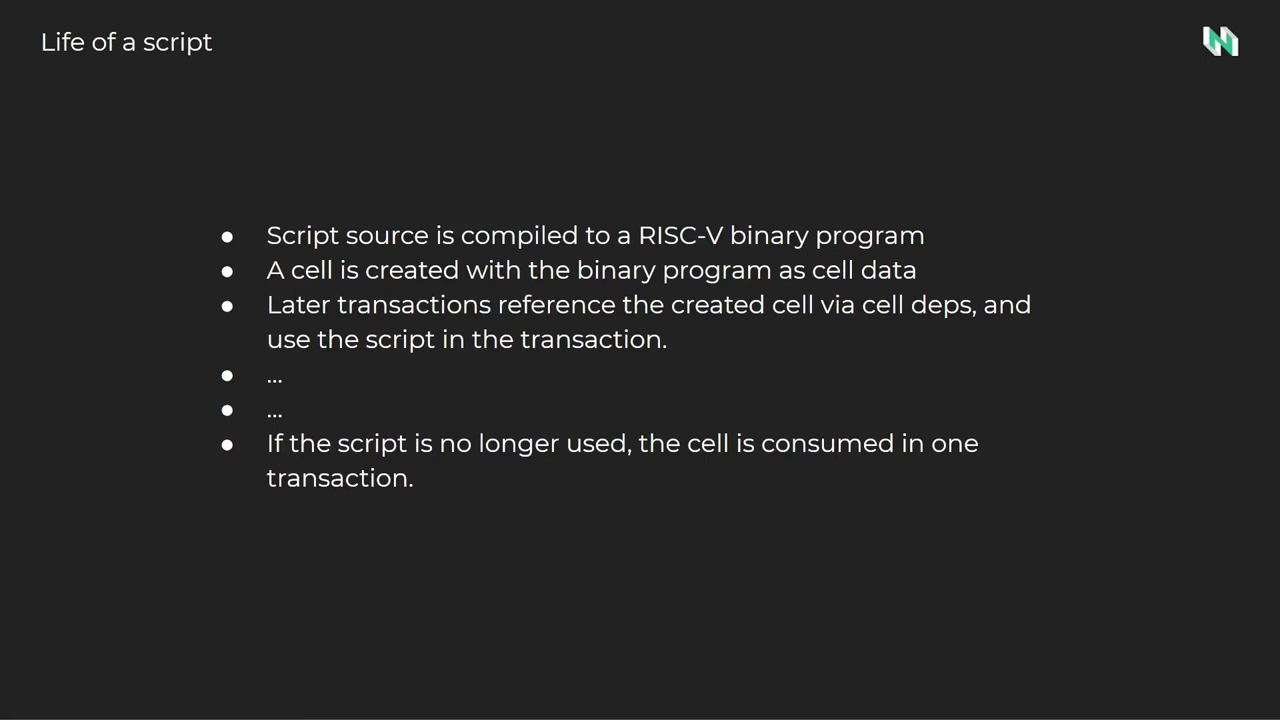 Life of a script
● Script source is compiled to a RISC-V binary program
● A cell is created with the binary program as cell data
● Later transactions reference the created cell via cell deps, and
use the script in the transaction.
● ...
● ...
● If the script is no longer used, the cell is consumed in one
transaction.